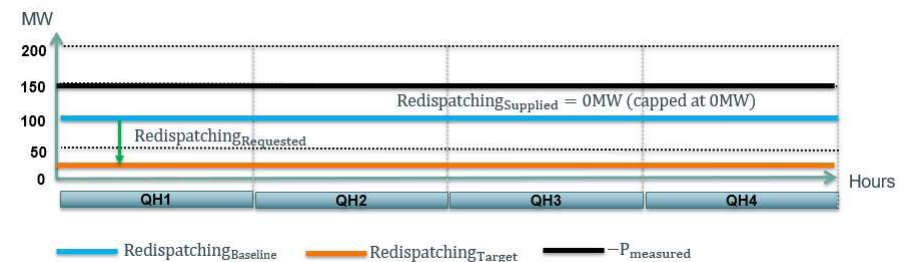 MW
200
150
Redispatching_Supplied = 0MW (capped at 0MW)
100
Redispatching_Requested
50
0
Hours
QH1 QH2 QH3 QH4
Redispatching_Baseline Redispatching_Target −P_measured